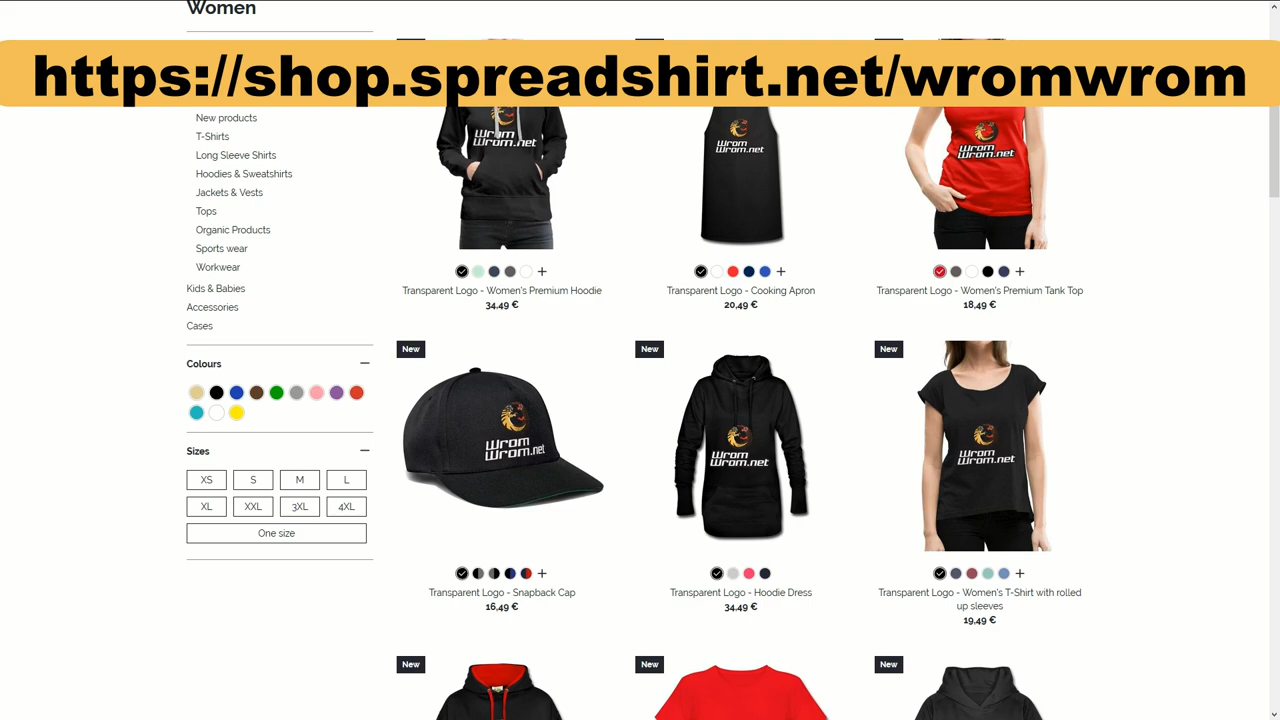 Women
https://shop.spreadshirt.net/wromwrom
New products
T-Shirts
Long Sleeve Shirts
Hoodies & Sweatshirts
Jackets & Vests
Tops
Organic Products
Sports wear
Workwear
Kids & Babies
Accessories
Cases
Colours
Sizes
XS
S
M
L
XL
XXL
3XL
4XL
One size
Wrom
Wrom.net
Transparent Logo - Women's Premium Hoodie
34,49 €
Wrom
Wrom.net
Transparent Logo - Cooking Apron
20,49 €
Wrom
Wrom.net
Transparent Logo - Women's Premium Tank Top
18,49 €
New
Wrom
Wrom.net
Transparent Logo - Snapback Cap
16,49 €
New
Wrom
Wrom.net
Transparent Logo - Hoodie Dress
34,49 €
New
Wrom
Wrom.net
Transparent Logo - Women's T-Shirt with rolled
up sleeves
19,49 €
New
New
New